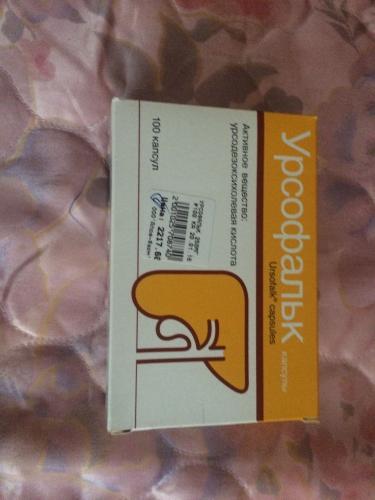 Урсофальк капсулы
Ursofalk® capsules
Активное вещество:
урсодезоксихолевая кислота
100 капсул
Цена: 2217.6